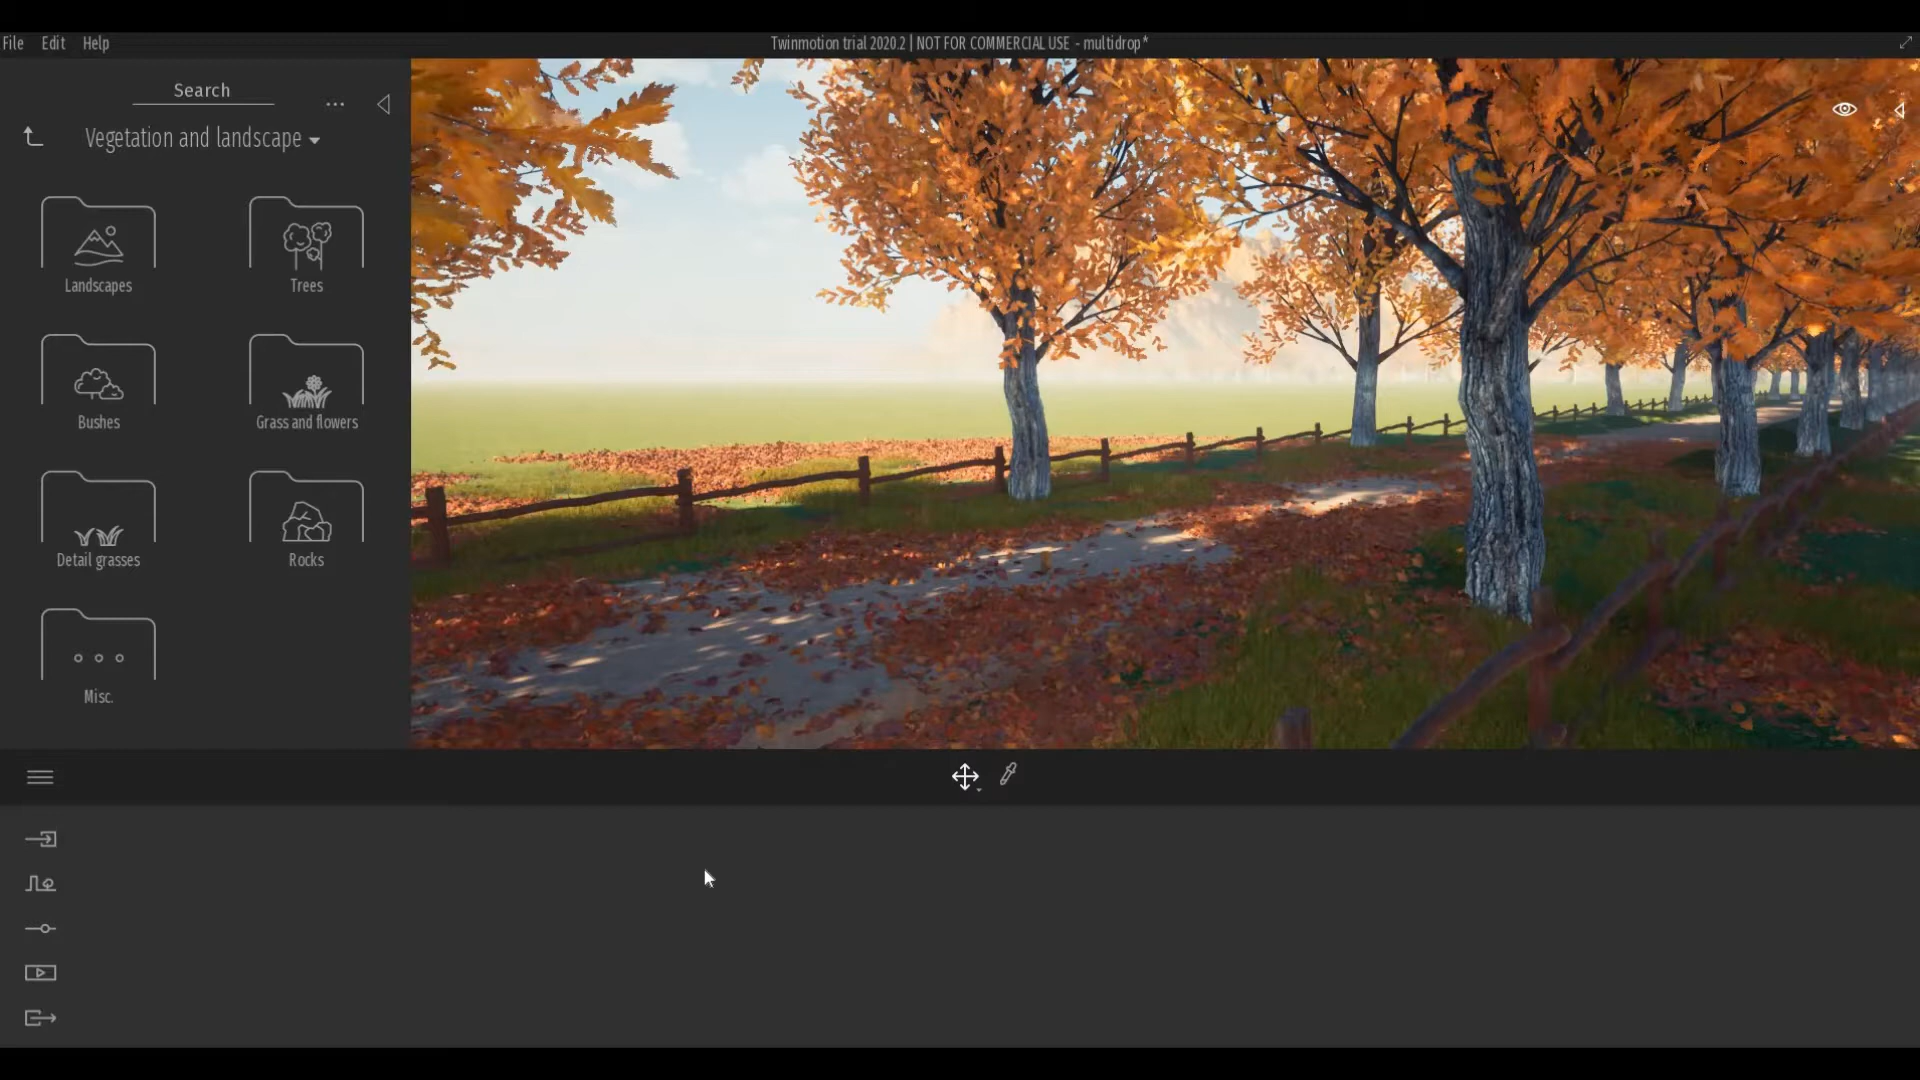 File Edit Help
Twinmotion trial 2020.2 | NOT FOR COMMERCIAL USE - multidrop*
Search
...
Vegetation and landscape
Landscapes
Trees
Bushes
Grass and flowers
Detail grasses
Rocks
Misc.